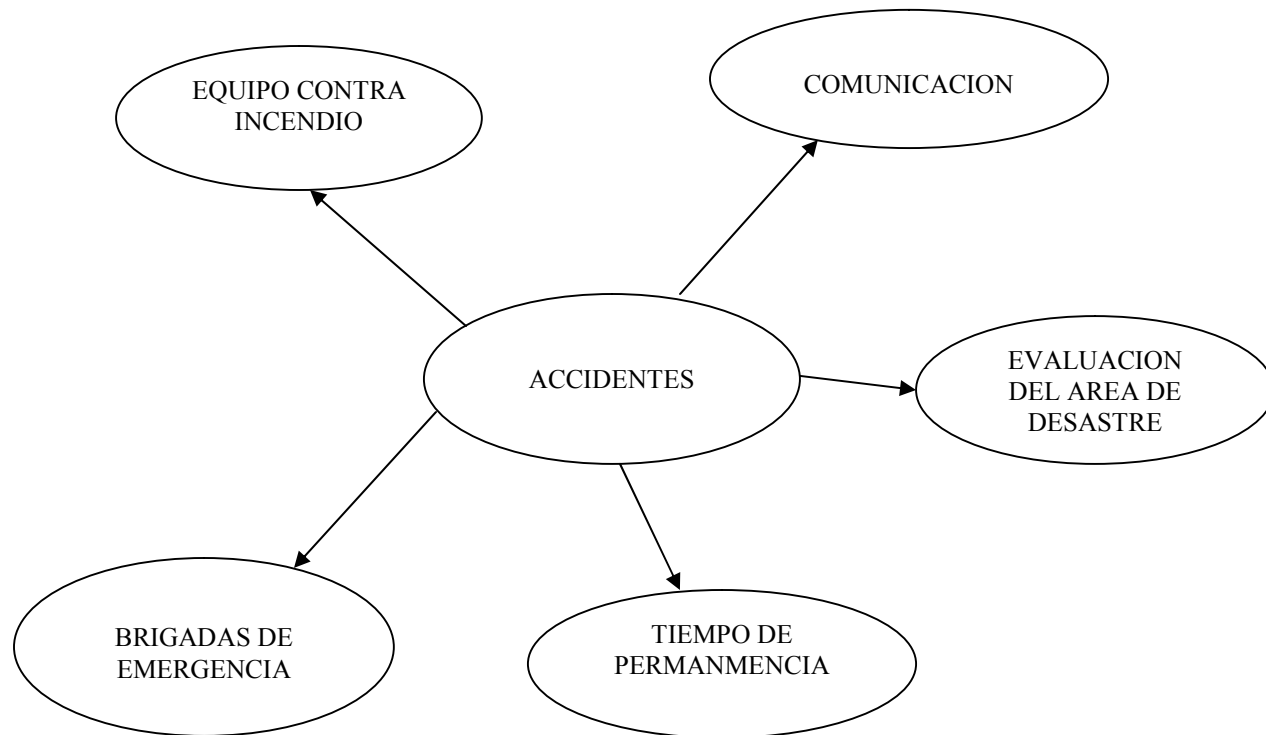 EQUIPO CONTRA
INCENDIO
COMUNICACION
ACCIDENTES
EVALUACION
DEL AREA DE
DESASTRE
BRIGADAS DE
EMERGENCIA
TIEMPO DE
PERMANMENCIA